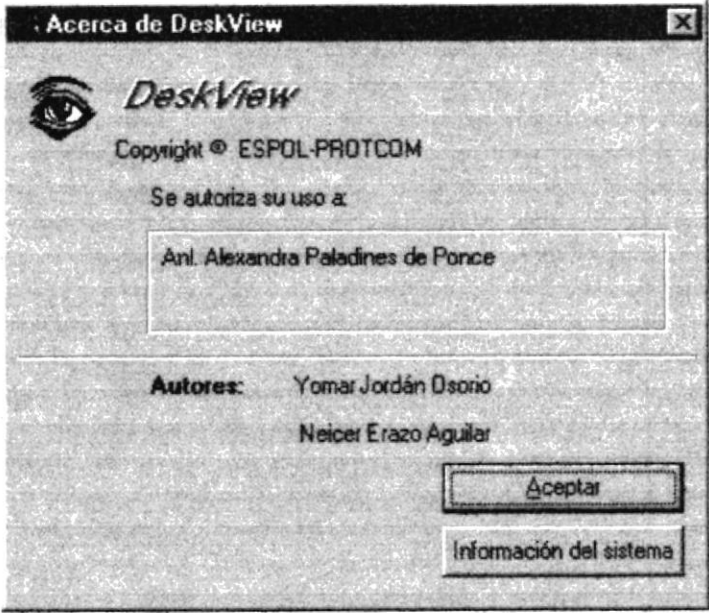 Acerca de DeskView
DeskView
Copyright © ESPOL-PROTCOM
Se autoriza su uso a:
Anl. Alexandra Paladines de Ponce
Autores: Yomar Jordán Osorio
Neicer Erazo Aguilar
Aceptar
Información del sistema